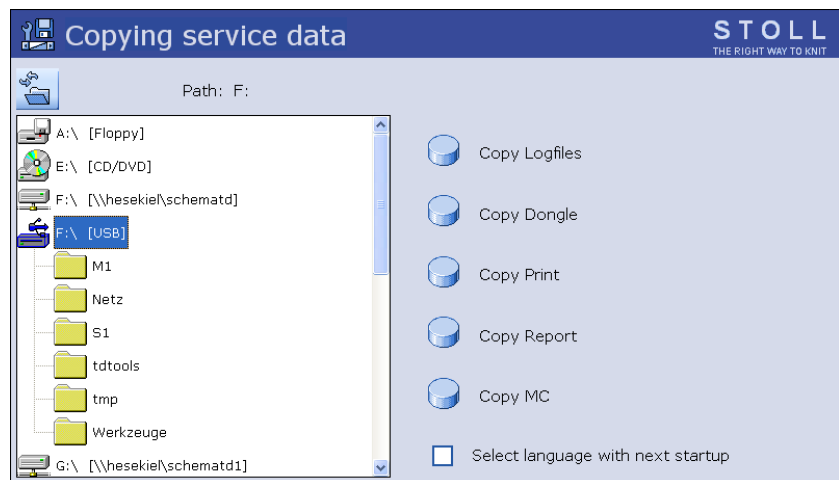 Copying service data
STOLL
THE RIGHT WAY TO KNIT
Path: F:
A:\ [Floppy]
E:\ [CD/DVD]
F:\ [\\hesekiel\schematd]
F:\ [USB]
M1
Netz
S1
tdtools
tmp
Werkzeuge
G:\ [\\hesekiel\schematd1]
Copy Logfiles
Copy Dongle
Copy Print
Copy Report
Copy MC
Select language with next startup